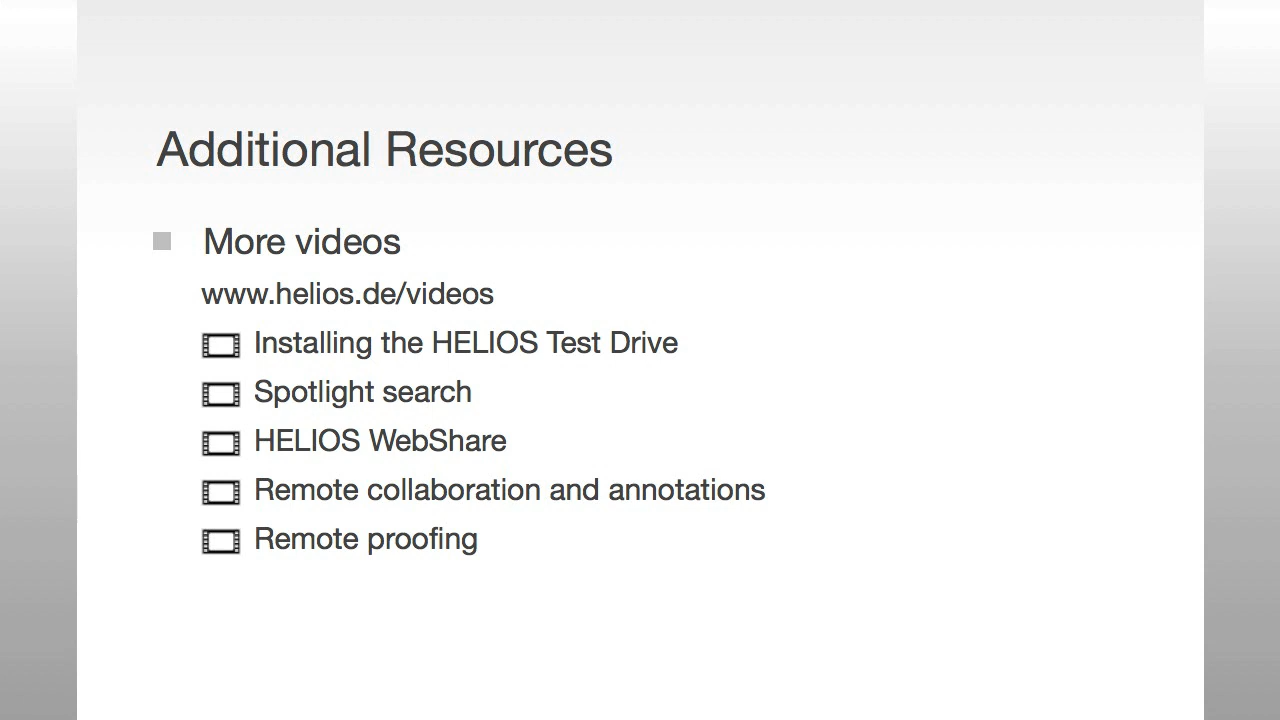 Additional Resources
More videos
www.helios.de/videos
Installing the HELIOS Test Drive
Spotlight search
HELIOS WebShare
Remote collaboration and annotations
Remote proofing